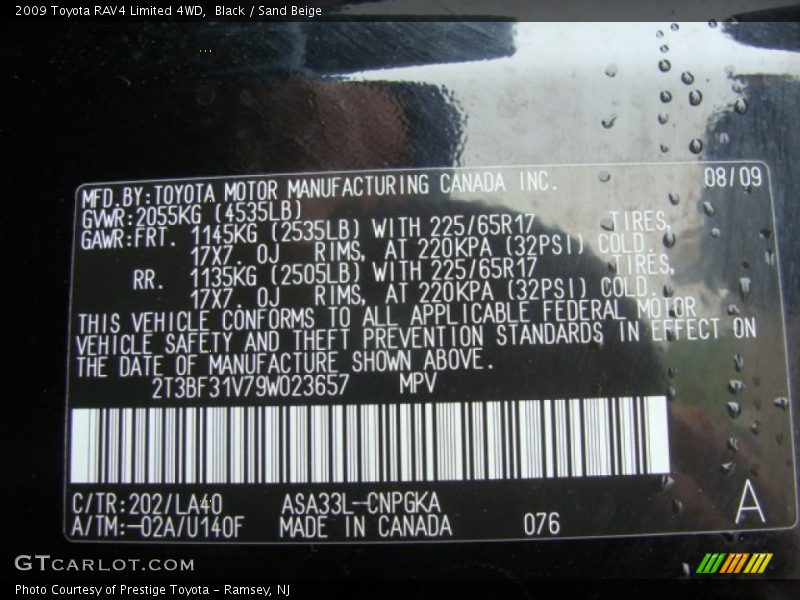 2009 Toyota RAV4 Limited 4WD, Black / Sand Beige
MFD.BY:TOYOTA MOTOR MANUFACTURING CANADA INC. 08/09
GVWR:2055KG (4535LB)
GAWR:FRT. 1145KG (2535LB) WITH 225/65R17 TIRES,
17X7. 0J RIMS, AT 220KPA (32PSI) COLD.
RR. 1135KG (2505LB) WITH 225/65R17 TIRES,
17X7. 0J RIMS, AT 220KPA (32PSI) COLD.
THIS VEHICLE CONFORMS TO ALL APPLICABLE FEDERAL MOTOR
VEHICLE SAFETY AND THEFT PREVENTION STANDARDS IN EFFECT ON
THE DATE OF MANUFACTURE SHOWN ABOVE.
2T3BF31V79W023657 MPV
C/TR:202/LA40 ASA33L-CNPGKA
A/TM:-02A/U140F MADE IN CANADA 076 A
GTCARLOT.COM
Photo Courtesy of Prestige Toyota - Ramsey, NJ